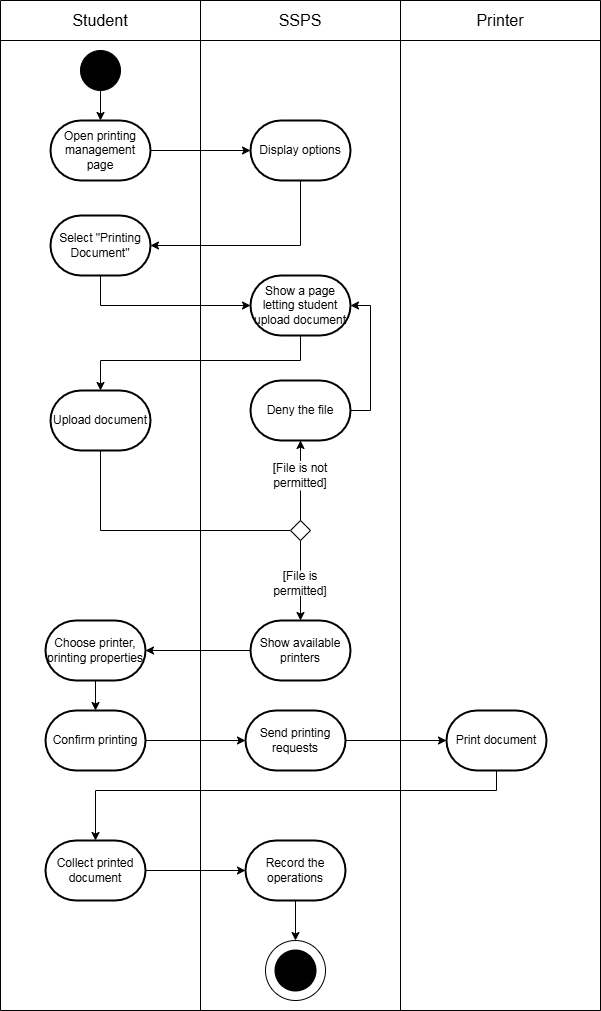 Student
SSPS
Printer
Open printing
management
page
Display options
Select "Printing
Document"
Show a page
letting student
upload document
Upload document
Deny the file
[File is not
permitted]
[File is
permitted]
Show available
printers
Choose printer,
printing properties
Confirm printing
Send printing
requests
Print document
Collect printed
document
Record the
operations